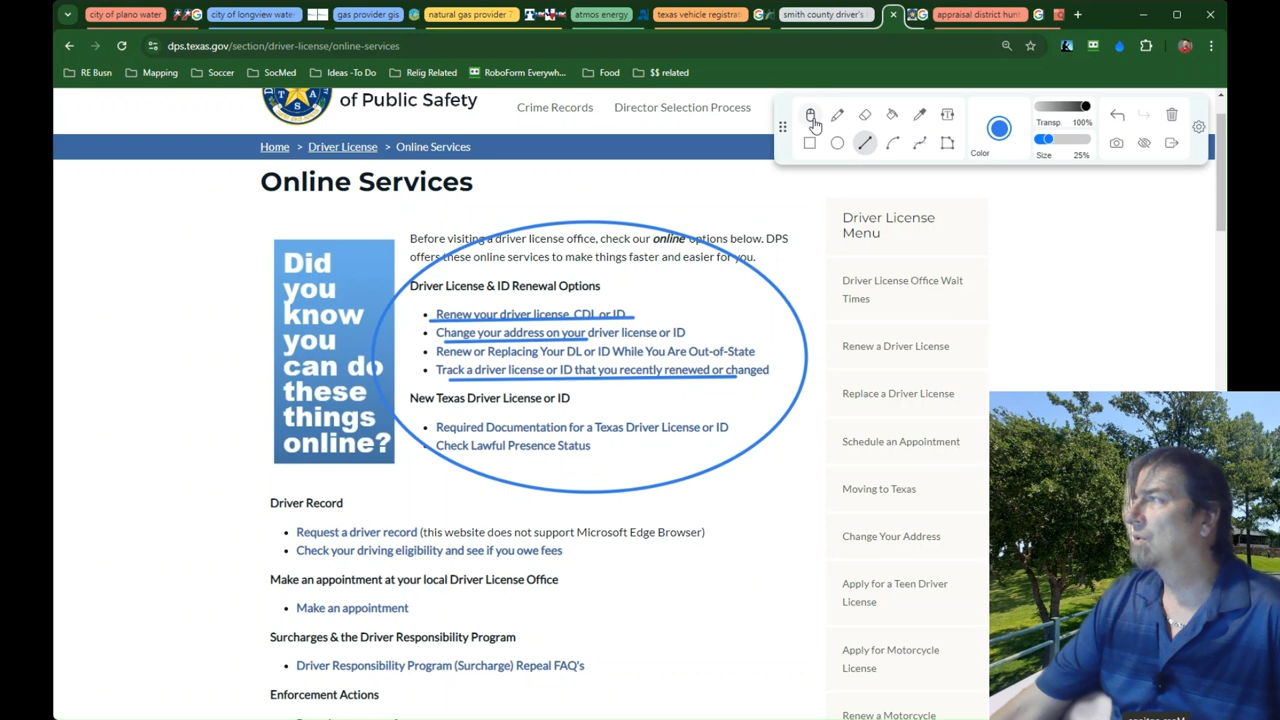 city of plano water
city of longview wate
gas provider gis
natural gas provider 7
atmos energy
texas vehicle registrat
smith county driver's l
appraisal district hunt
dps.texas.gov/section/driver-license/online-services
RE Busn
Mapping
Soccer
SocMed
Ideas -To Do
Relig Related
RoboForm Everywh...
Food
$$ related
of Public Safety
Crime Records
Director Selection Process
Transp. 100%
Color
Size 25%
Home > Driver License > Online Services
Online Services
Did
you
know
you
can do
these
things
online?
Before visiting a driver license office, check our online options below. DPS
offers these online services to make things faster and easier for you.
Driver License & ID Renewal Options
• Renew your driver license, CDL or ID
• Change your address on your driver license or ID
• Renew or Replacing Your DL or ID While You Are Out-of-State
• Track a driver license or ID that you recently renewed or changed
New Texas Driver License or ID
• Required Documentation for a Texas Driver License or ID
• Check Lawful Presence Status
Driver Record
• Request a driver record (this website does not support Microsoft Edge Browser)
• Check your driving eligibility and see if you owe fees
Make an appointment at your local Driver License Office
• Make an appointment
Surcharges & the Driver Responsibility Program
• Driver Responsibility Program (Surcharge) Repeal FAQ's
Enforcement Actions
Driver License
Menu
Driver License Office Wait
Times
Renew a Driver License
Replace a Driver License
Schedule an Appointment
Moving to Texas
Change Your Address
Apply for a Teen Driver
License
Apply for Motorcycle
License
Renew a Motorcycle